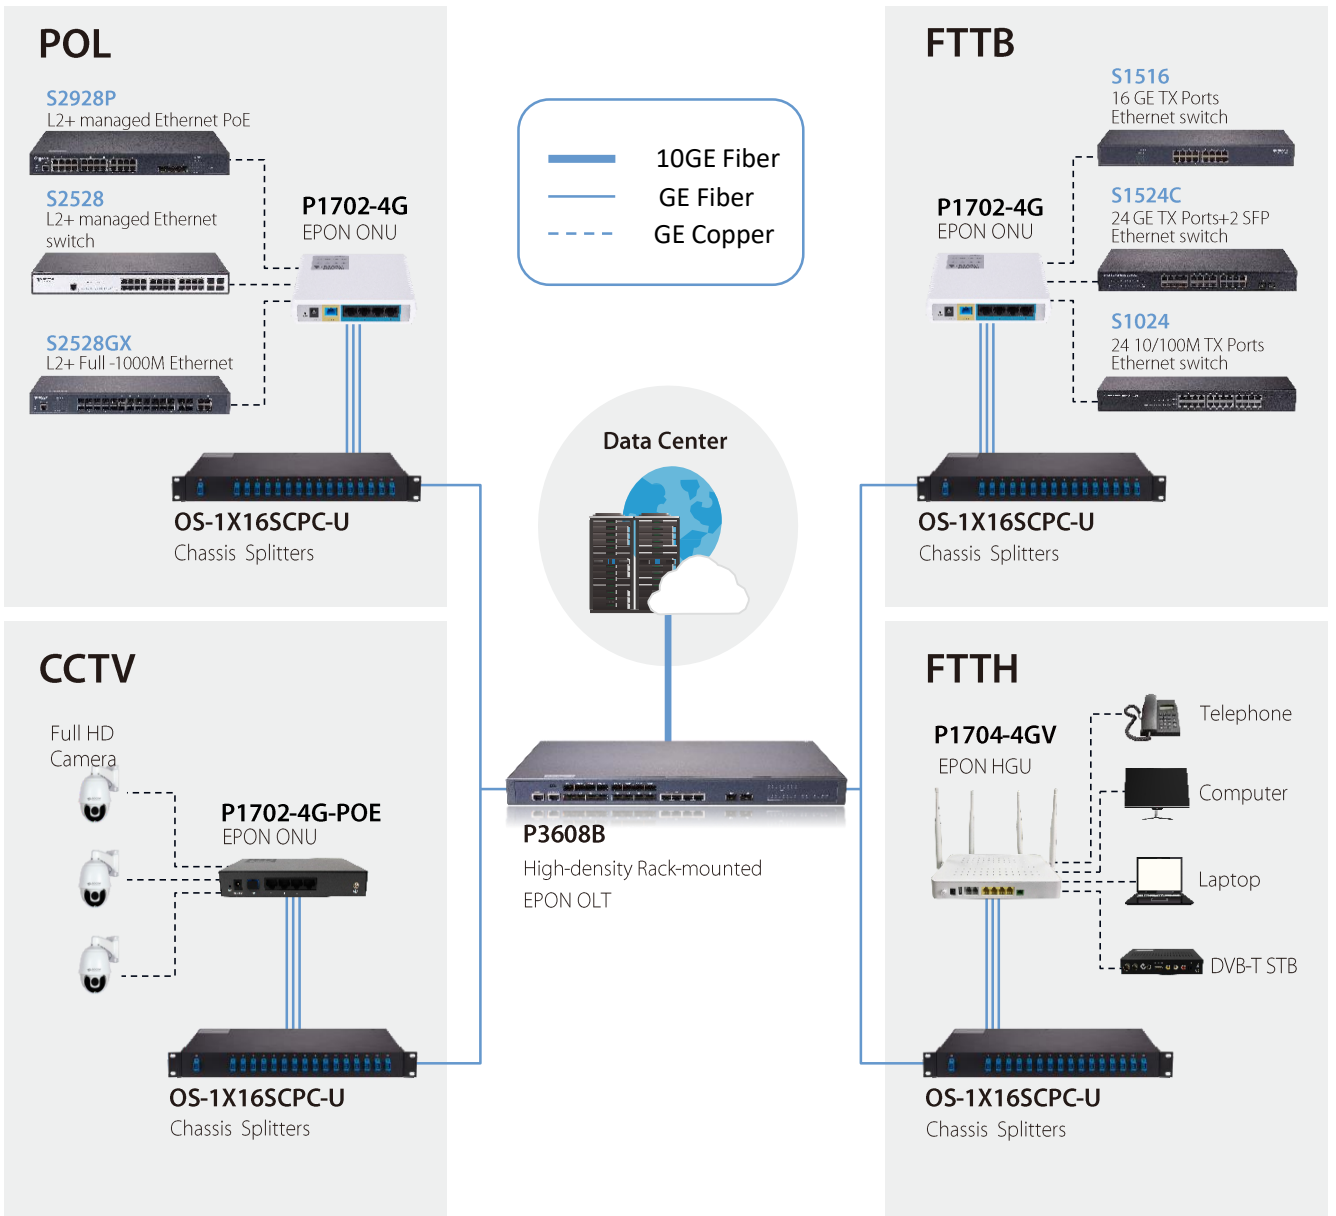 POL
S2928P
L2+ managed Ethernet PoE
S2528
L2+ managed Ethernet
switch
S2528GX
L2+ Full -1000M Ethernet
P1702-4G
EPON ONU
OS-1X16SCPC-U
Chassis Splitters
10GE Fiber
GE Fiber
GE Copper
Data Center
FTTB
S1516
16 GE TX Ports
Ethernet switch
P1702-4G
EPON ONU
S1524C
24 GE TX Ports+2 SFP
Ethernet switch
S1024
24 10/100M TX Ports
Ethernet switch
OS-1X16SCPC-U
Chassis Splitters
CCTV
Full HD
Camera
P1702-4G-POE
EPON ONU
OS-1X16SCPC-U
Chassis Splitters
P3608B
High-density Rack-mounted
EPON OLT
FTTH
P1704-4GV
EPON HGU
Telephone
Computer
Laptop
DVB-T STB
OS-1X16SCPC-U
Chassis Splitters